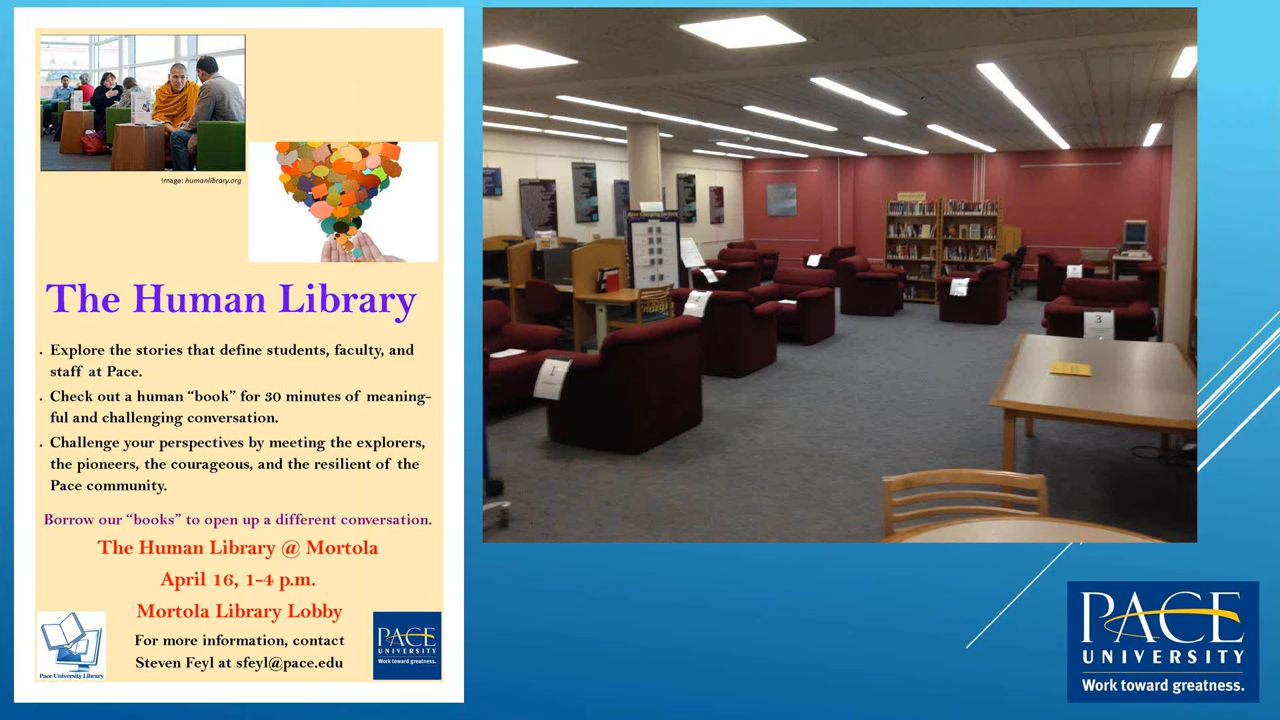 Image: humanlibrary.org
The Human Library
. Explore the stories that define students, faculty, and
staff at Pace.
. Check out a human “book” for 30 minutes of meaning-
ful and challenging conversation.
. Challenge your perspectives by meeting the explorers,
the pioneers, the courageous, and the resilient of the
Pace community.
Borrow our “books” to open up a different conversation.
The Human Library @ Mortola
April 16, 1-4 p.m.
Mortola Library Lobby
For more information, contact
Steven Feyl at sfeyl@pace.edu
Pace University Library
PACE
UNIVERSITY
Work toward greatness.
1
3
PACE
UNIVERSITY
Work toward greatness.